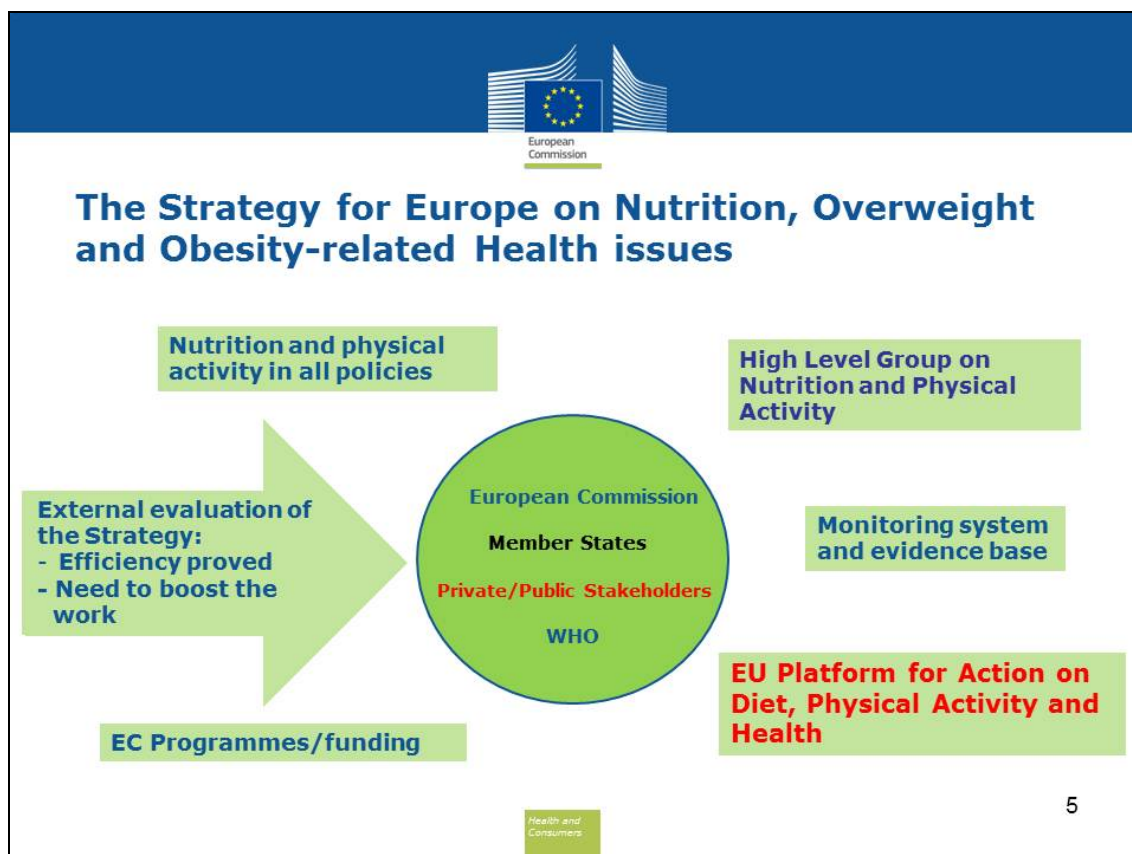 European
Commission
The Strategy for Europe on Nutrition, Overweight
and Obesity-related Health issues
Nutrition and physical
activity in all policies
High Level Group on
Nutrition and Physical
Activity
External evaluation of
the Strategy:
- Efficiency proved
- Need to boost the
work
European Commission
Member States
Private/Public Stakeholders
WHO
Monitoring system
and evidence base
EU Platform for Action on
Diet, Physical Activity and
Health
EC Programmes/funding
Health and
Consumers
5